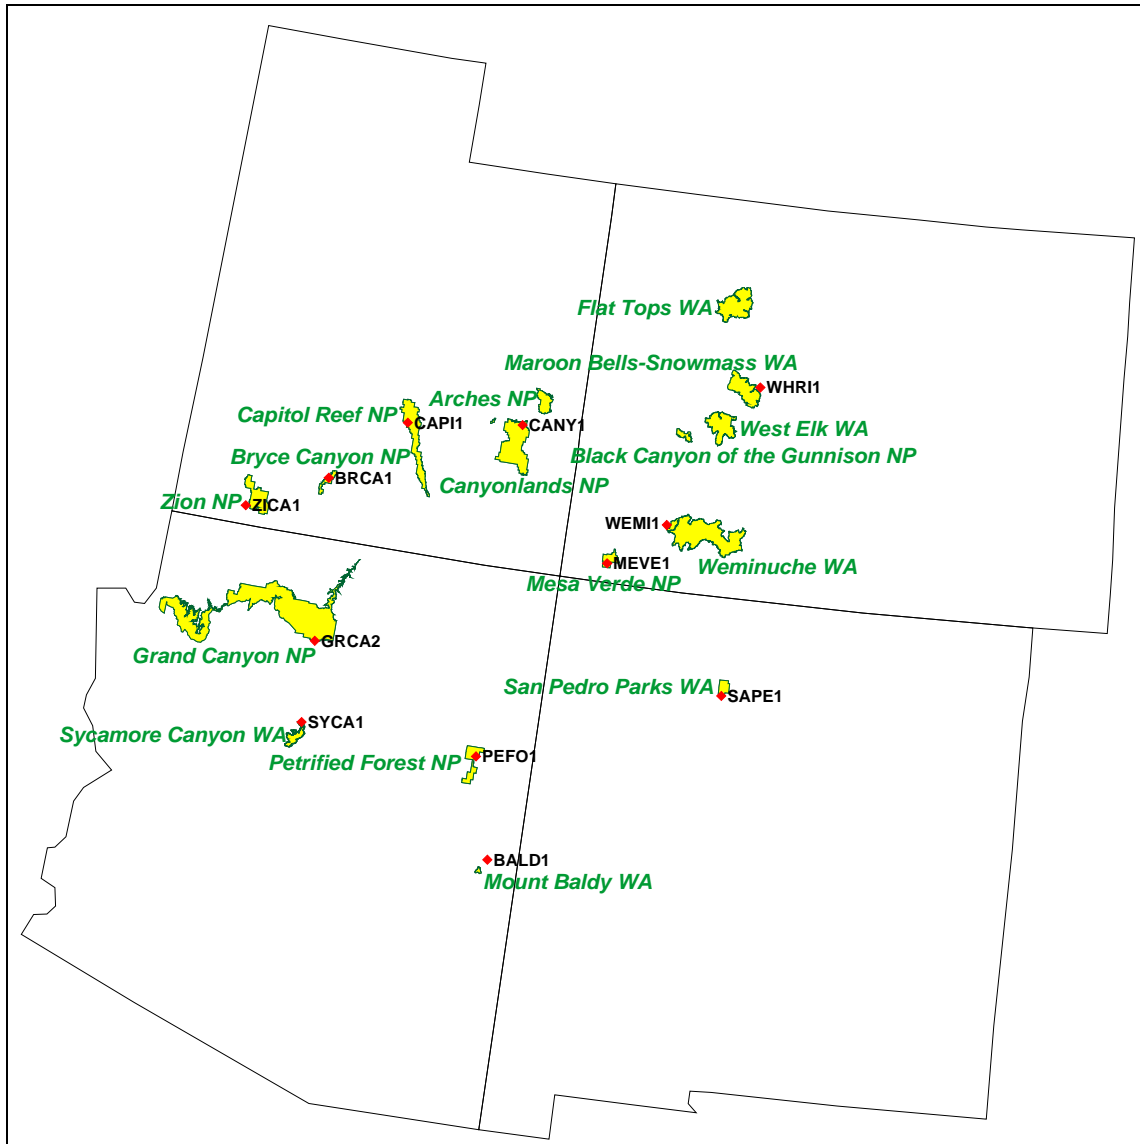 Flat Tops WA
Maroon Bells-Snowmass WA
WHRI1
Arches NP
Capitol Reef NP
CAPI1
CANY1
West Elk WA
Bryce Canyon NP
Black Canyon of the Gunnison NP
BRCA1
Canyonlands NP
Zion NP
ZICA1
WEMI1
MEVE1
Weminuche WA
Mesa Verde NP
GRCA2
Grand Canyon NP
San Pedro Parks WA
SAPE1
SYCA1
Sycamore Canyon WA
PEFO1
Petrified Forest NP
BALD1
Mount Baldy WA